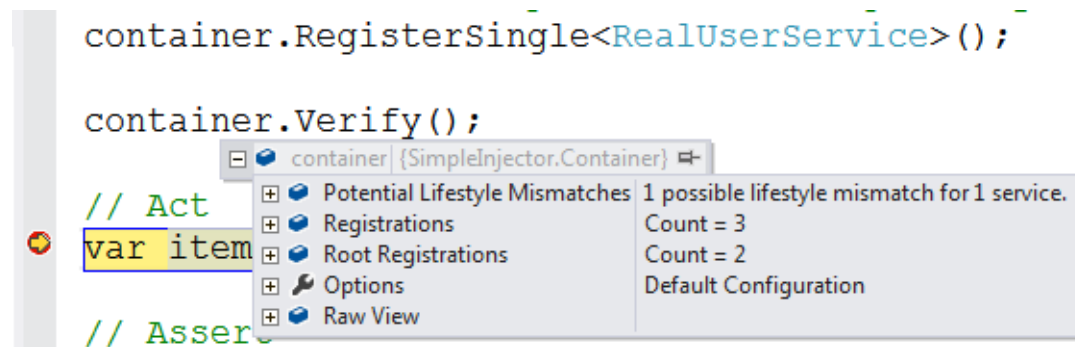 container.RegisterSingle<RealUserService>();
container.Verify();
container {SimpleInjector.Container}
// Act
Potential Lifestyle Mismatches 1 possible lifestyle mismatch for 1 service.
Registrations Count = 3
var item
Root Registrations Count = 2
Options Default Configuration
Raw View
// Asser